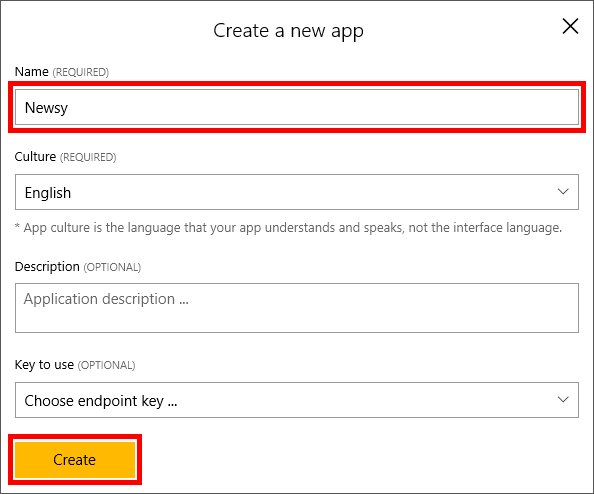 Create a new app
Name (REQUIRED)
Newsy
Culture (REQUIRED)
English
* App culture is the language that your app understands and speaks, not the interface language.
Description (OPTIONAL)
Application description ...
Key to use (OPTIONAL)
Choose endpoint key ...
Create